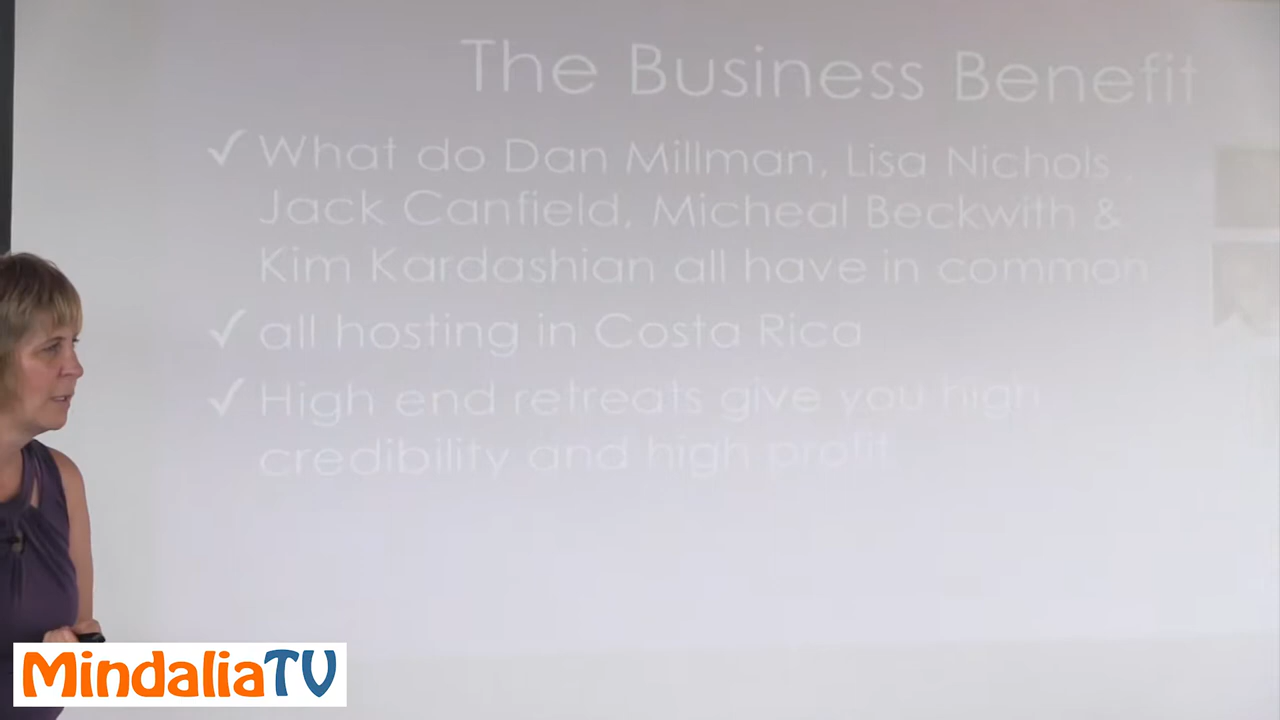 The Business Benefit
✓ What do Dan Millman, Lisa Nichols
Jack Canfield, Micheal Beckwith &
Kim Kardashian all have in common
✓ all hosting in Costa Rica
✓ High end retreats give you high
credibility and high profit
MindaliaTV